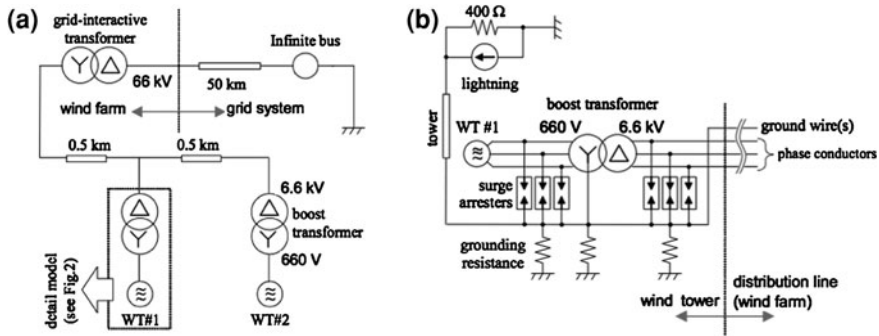 (a)
grid-interactive
transformer
Infinite bus
66 kV
50 km
wind farm
grid system
0.5 km
0.5 km
6.6 kV
boost
transformer
660 V
detail model
(see Fig.2)
WT#1
WT#2
(b)
400 Ω
lightning
tower
boost transformer
WT #1
660 V
6.6 kV
ground wire(s)
phase conductors
surge
arresters
grounding
resistance
wind tower
distribution line
(wind farm)